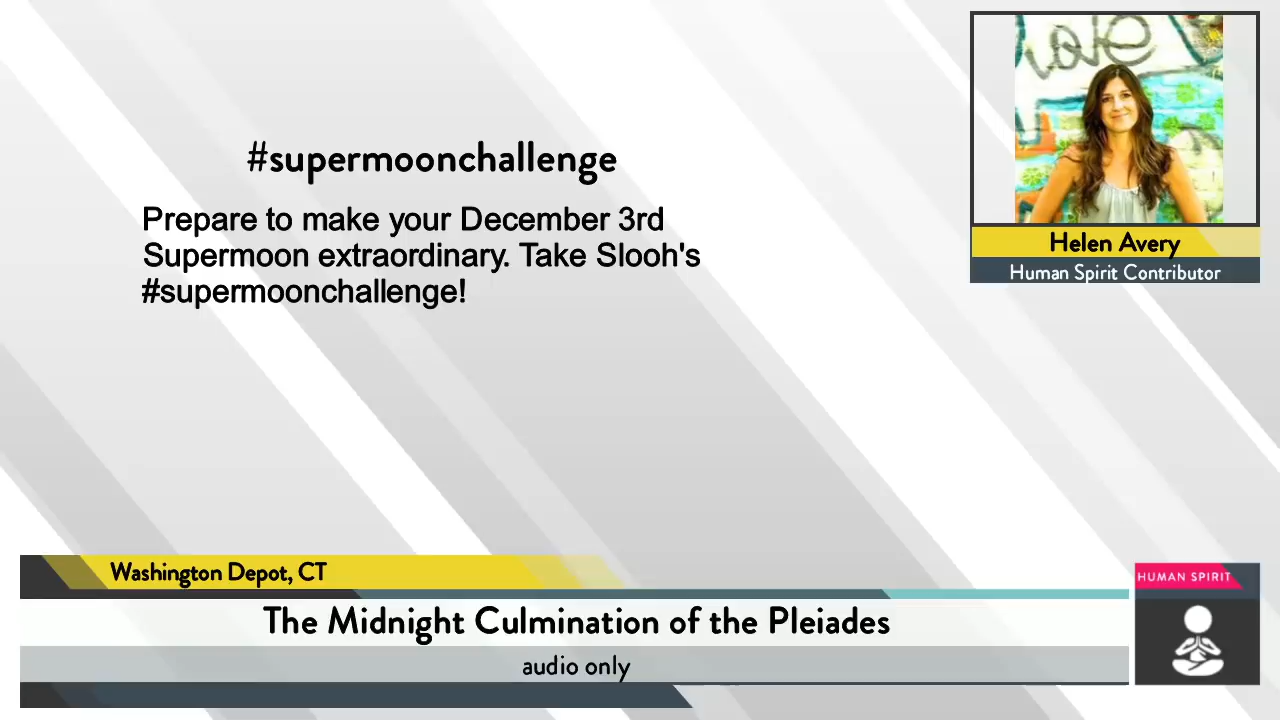 #supermoonchallenge
Prepare to make your December 3rd
Supermoon extraordinary. Take Slooh's
#supermoonchallenge!
Helen Avery
Human Spirit Contributor
Washington Depot, CT
The Midnight Culmination of the Pleiades
audio only
HUMAN SPIRIT